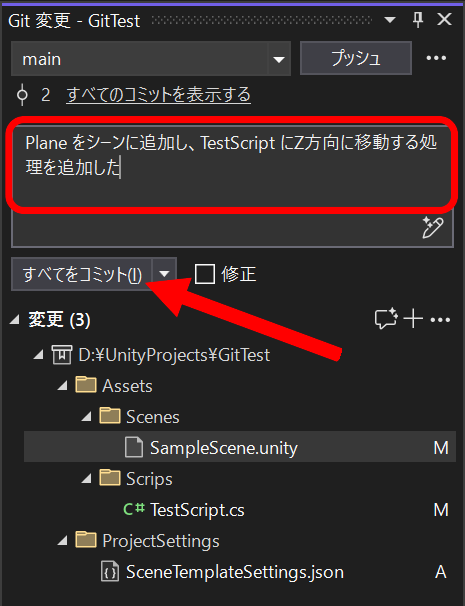 Git 変更 - GitTest
main
プッシュ
2 すべてのコミットを表示する
Plane をシーンに追加し、TestScript にZ方向に移動する処
理を追加した
すべてをコミット(I)
修正
変更 (3)
D:¥UnityProjects¥GitTest
Assets
Scenes
SampleScene.unity M
Scrips
C# TestScript.cs M
ProjectSettings
SceneTemplateSettings.json A